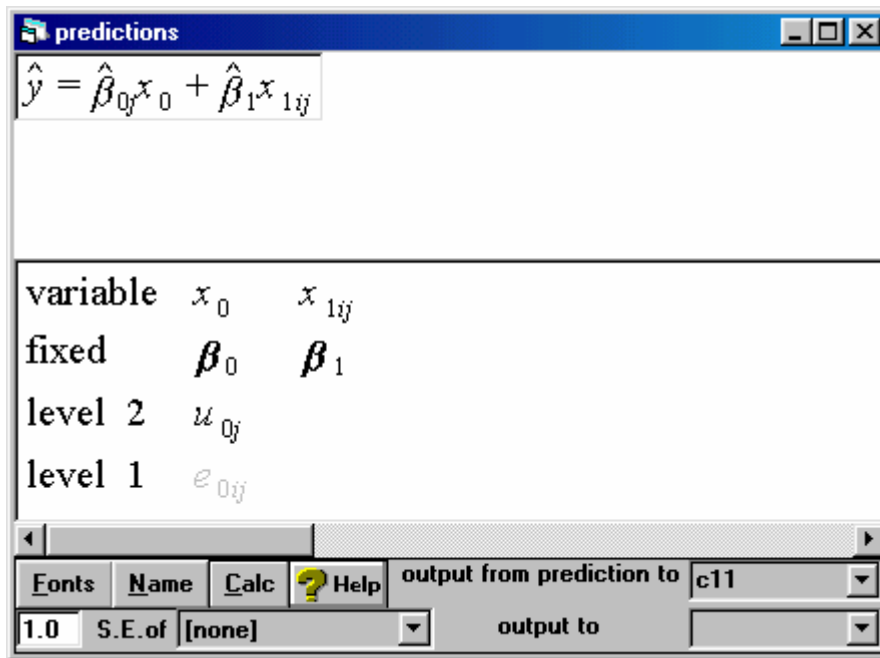 predictions
ŷ = β̂₀ⱼx₀ + β̂₁x₁ᵢⱼ
variable x₀ x₁ᵢⱼ
fixed β₀ β₁
level 2 u₀ⱼ
level 1 e₀ᵢⱼ
Fonts Name Calc ? Help output from prediction to c11
1.0 S.E.of [none] output to